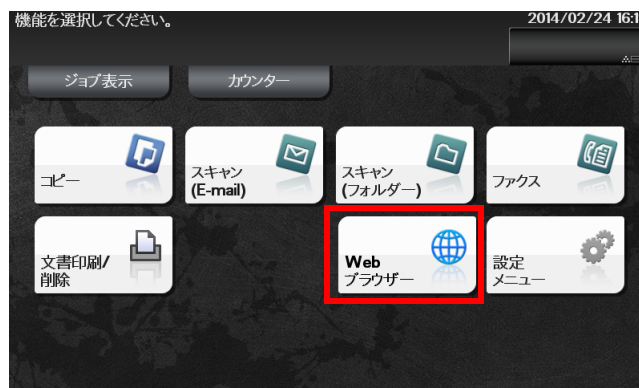 機能を選択してください。
2014/02/24 16:1
ジョブ表示
カウンター
コピー
スキャン
(E-mail)
スキャン
(フォルダー)
ファクス
文書印刷/
削除
Web
ブラウザー
設定
メニュー